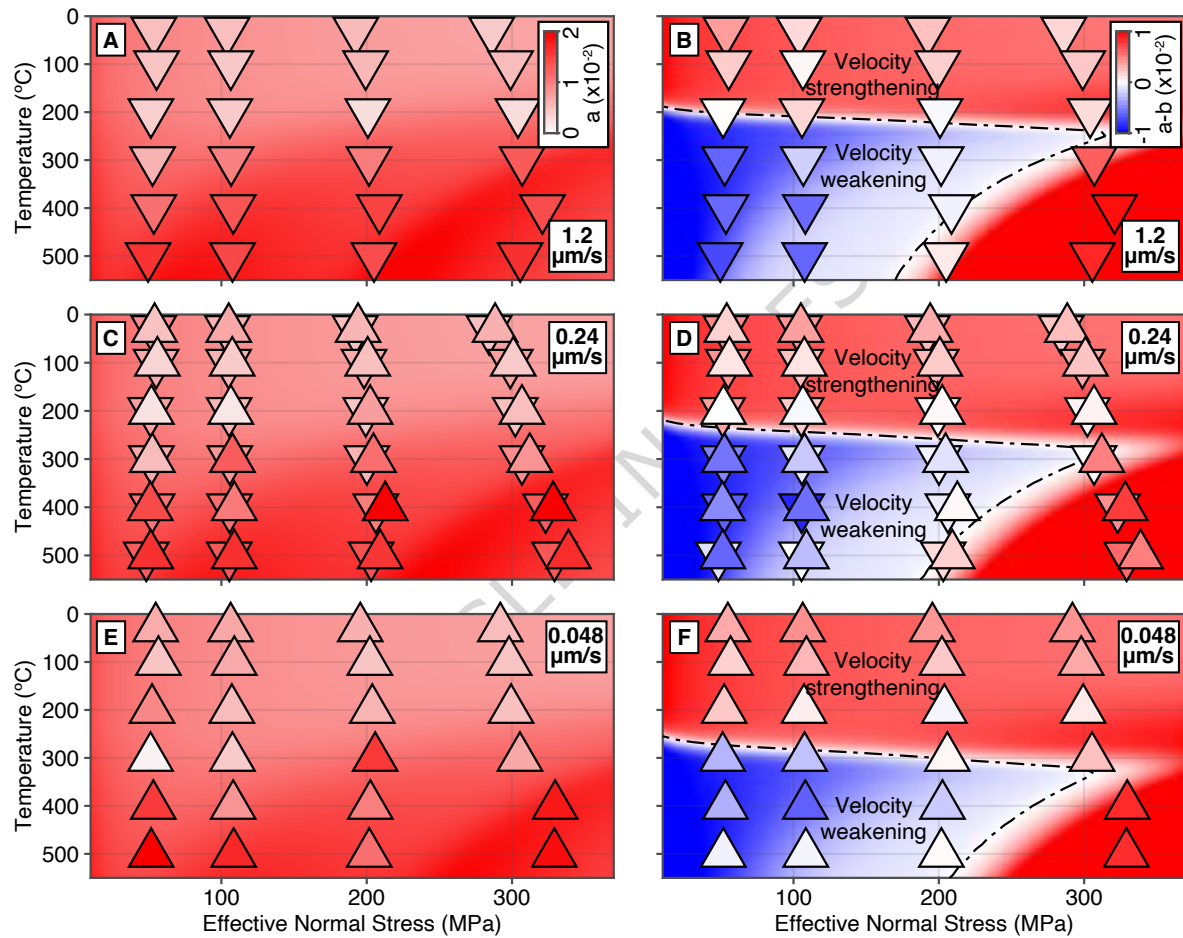 A
B
2
1
0
a (x10⁻²)
1
0
-1
a-b (x10⁻²)
Velocity
strengthening
Velocity
weakening
1.2
µm/s
1.2
µm/s
0
100
200
300
400
500
Temperature (ºC)
C
D
0.24
µm/s
0.24
µm/s
Velocity
strengthening
Velocity
weakening
0
100
200
300
400
500
Temperature (ºC)
E
F
0.048
µm/s
0.048
µm/s
Velocity
strengthening
Velocity
weakening
0
100
200
300
400
500
Temperature (ºC)
100
200
300
100
200
300
Effective Normal Stress (MPa)
Effective Normal Stress (MPa)